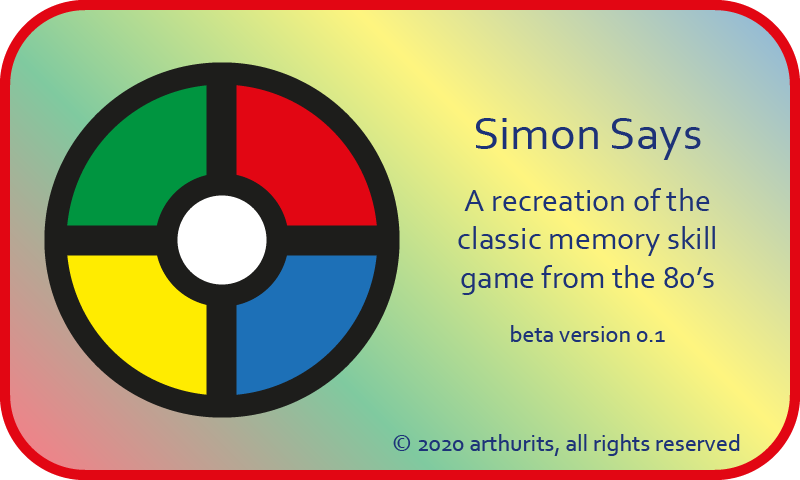 Simon Says
A recreation of the
classic memory skill
game from the 80's
beta version 0.1
© 2020 arthurits, all rights reserved